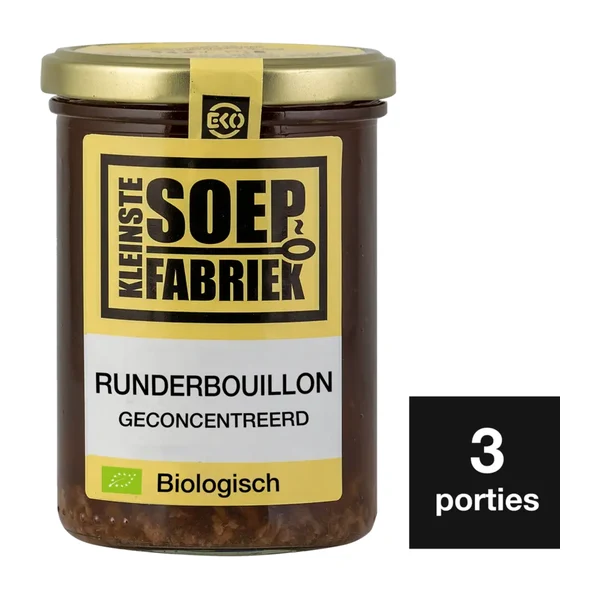 EKO
KLEINSTE
SOEP
FABRIEK
RUNDERBOUILLON
GECONCENTREERD
Biologisch
3
porties